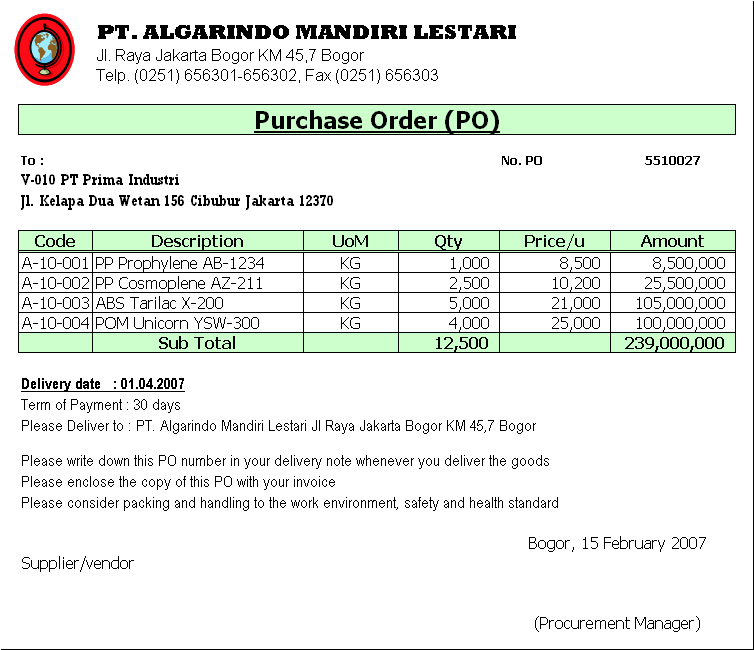 PT. ALGARINDO MANDIRI LESTARI
Jl. Raya Jakarta Bogor KM 45,7 Bogor
Telp. (0251) 656301-656302, Fax (0251) 656303
Purchase Order (PO)
To : No. PO 5510027
V-010 PT Prima Industri
Jl. Kelapa Dua Wetan 156 Cibubur Jakarta 12370
Code Description UoM Qty Price/u Amount
A-10-001 PP Prophylene AB-1234 KG 1,000 8,500 8,500,000
A-10-002 PP Cosmoplene AZ-211 KG 2,500 10,200 25,500,000
A-10-003 ABS Tarilac X-200 KG 5,000 21,000 105,000,000
A-10-004 POM Unicorn YSW-300 KG 4,000 25,000 100,000,000
Sub Total 12,500 239,000,000
Delivery date : 01.04.2007
Term of Payment : 30 days
Please Deliver to : PT. Algarindo Mandiri Lestari Jl Raya Jakarta Bogor KM 45,7 Bogor
Please write down this PO number in your delivery note whenever you deliver the goods
Please enclose the copy of this PO with your invoice
Please consider packing and handling to the work environment, safety and health standard
Bogor, 15 February 2007
Supplier/vendor
(Procurement Manager)